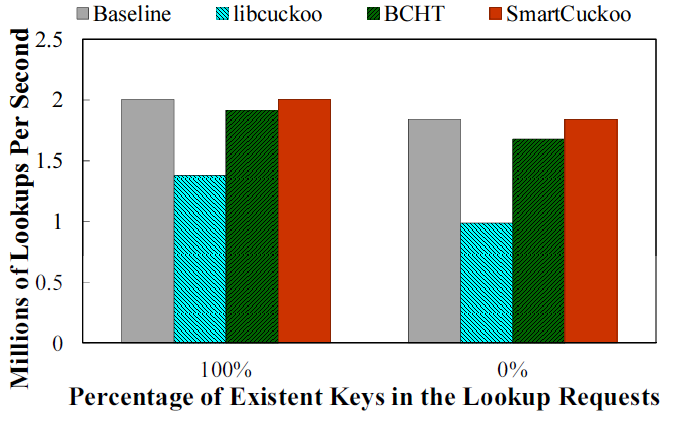 Baseline libcuckoo BCHT SmartCuckoo
Millions of Lookups Per Second
2.5
2
1.5
1
0.5
0
100% 0%
Percentage of Existent Keys in the Lookup Requests